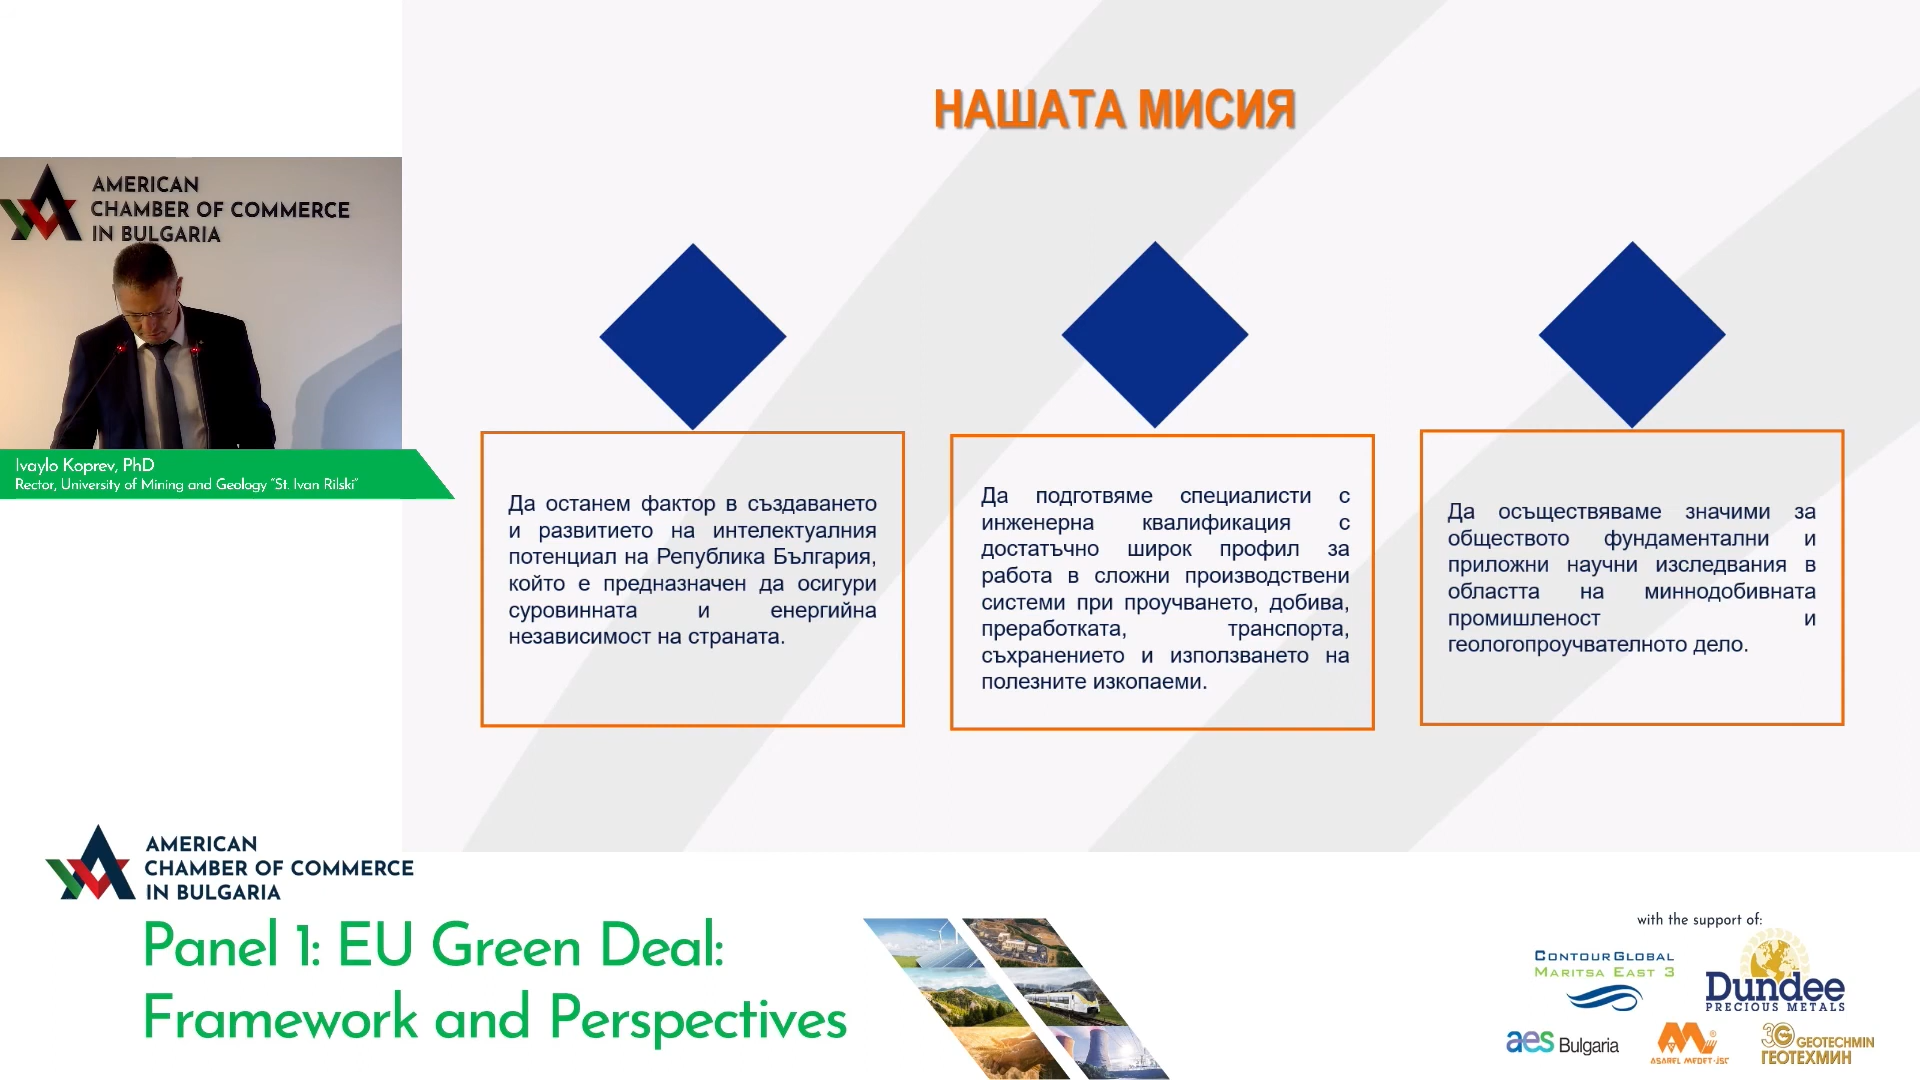 НАШАТА МИСИЯ
AMERICAN
CHAMBER OF COMMERCE
IN BULGARIA
Ivaylo Koprev, PhD
Rector, University of Mining and Geology “St. Ivan Rilski”
Да останем фактор в създаването
и развитието на интелектуалния
потенциал на Република България,
който е предназначен да осигури
суровинната и енергийна
независимост на страната.
Да подготвяме специалисти с
инженерна квалификация с
достатъчно широк профил за
работа в сложни производствени
системи при проучването, добива,
преработката, транспорта,
съхранението и използването на
полезните изкопаеми.
Да осъществяваме значими за
обществото фундаментални и
приложни научни изследвания в
областта на миннодобивната
промишленост и
геологопроучвателното дело.
AMERICAN
CHAMBER OF COMMERCE
IN BULGARIA
Panel 1: EU Green Deal:
Framework and Perspectives
with the support of:
CONTOURGLOBAL
MARITSA EAST 3
Dundee
PRECIOUS METALS
aes Bulgaria
ASAREL MEDET-JSC
GEOTECHMIN
ГЕОТЕХМИН